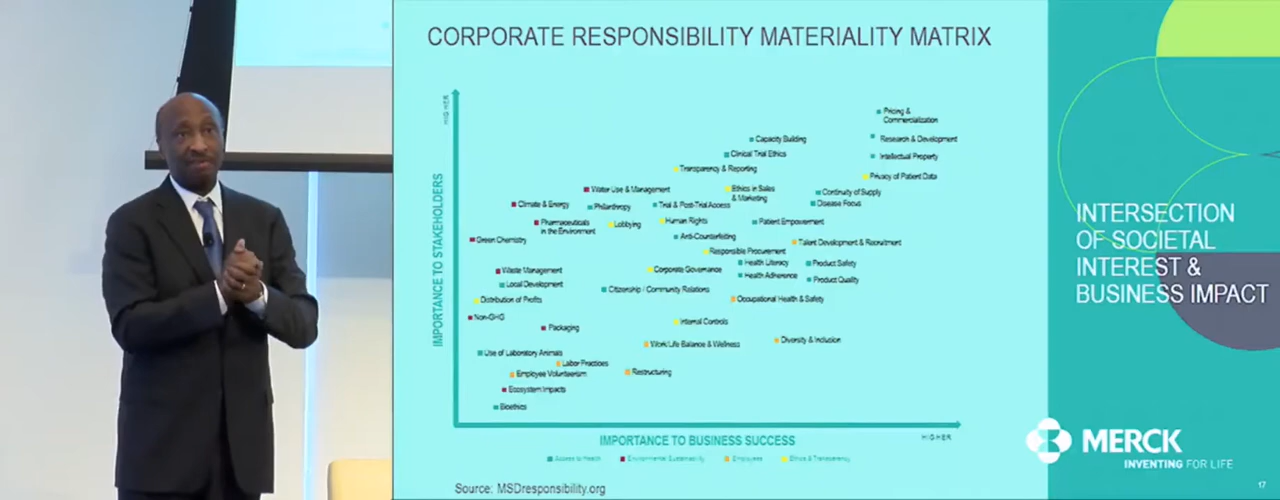 CORPORATE RESPONSIBILITY MATERIALITY MATRIX
HIGHER
IMPORTANCE TO STAKEHOLDERS
Pricing &
Commercialization
Capacity Building
Research & Development
Clinical Trial Ethics
Intellectual Property
Transparency & Reporting
Privacy of Patient Data
Water Use & Management
Ethics in Sales
& Marketing
Continuity of Supply
Climate & Energy
Philanthropy
Trial & Post-Trial Access
Disease Focus
Pharmaceuticals
in the Environment
Lobbying
Human Rights
Patient Empowerment
Green Chemistry
Anti-Counterfeiting
Talent Development & Recruitment
Responsible Procurement
Waste Management
Corporate Governance
Health Literacy
Product Safety
Local Development
Health Adherence
Product Quality
Citizenship / Community Relations
Distribution of Profits
Occupational Health & Safety
Non-GHG
Packaging
Internal Controls
Work Life Balance & Wellness
Diversity & Inclusion
Use of Laboratory Animals
Labor Practices
Employee Volunteerism
Restructuring
Ecosystem Impacts
Bioethics
IMPORTANCE TO BUSINESS SUCCESS
HIGHER
Access to Health
Environmental Sustainability
Employees
Ethics & Transparency
Source: MSDresponsibility.org
INTERSECTION
OF SOCIETAL
INTEREST &
BUSINESS IMPACT
MERCK
INVENTING FOR LIFE
17